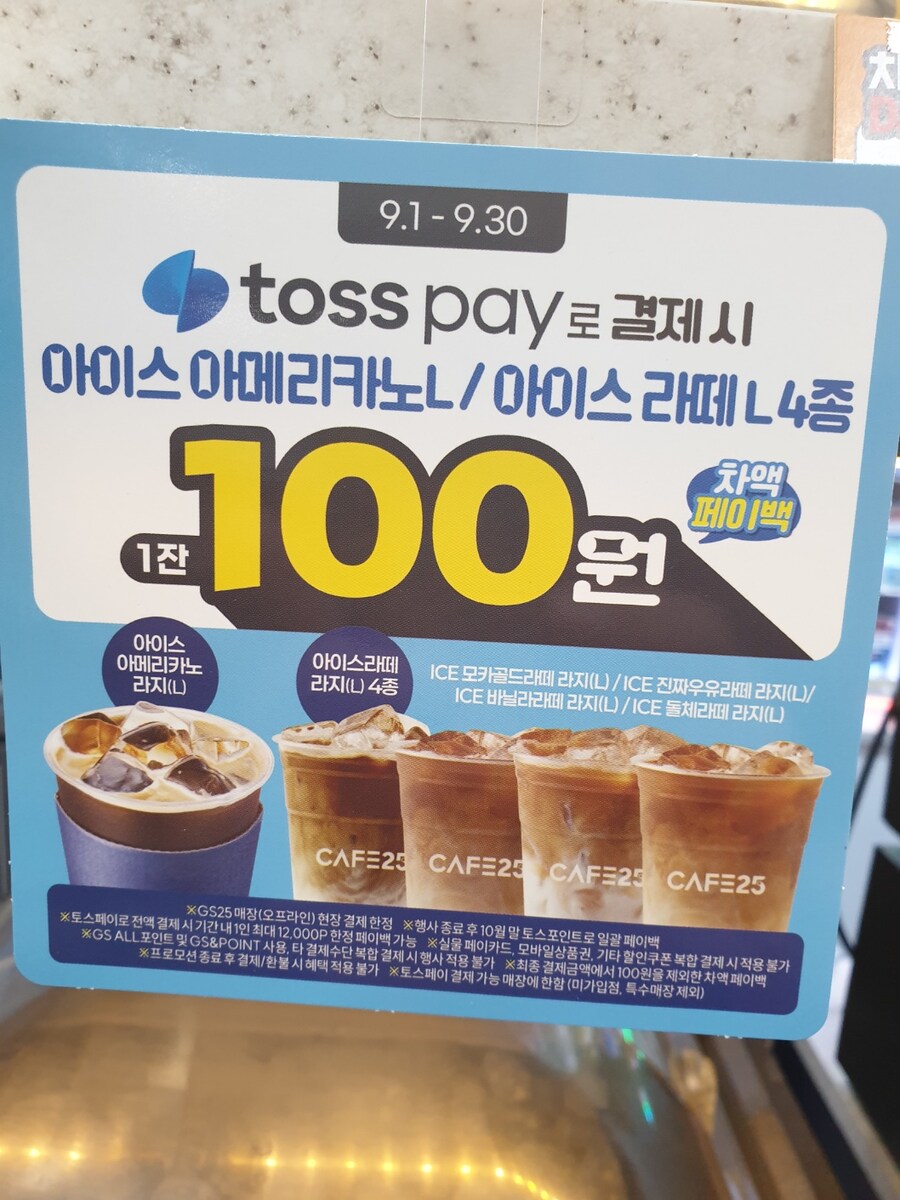 9.1 - 9.30
toss pay로 결제 시
아이스 아메리카노L / 아이스 라떼 L 4종
1잔 100원
차액
페이백
아이스
아메리카노
라지(L)
아이스라떼
라지(L) 4종
ICE 모카골드라떼 라지(L) / ICE 진짜우유라떼 라지(L)/
ICE 바닐라라떼 라지(L) / ICE 돌체라떼 라지(L)
CAFE25
CAFE25
CAFE25
CAFE25
※GS25 매장(오프라인) 현장 결제 한정 ※행사 종료 후 10월 말 토스포인트로 일괄 페이백
※토스페이로 전액 결제 시 기간 내 1인 최대 12,000P 한정 페이백 가능 ※실물 페이카드, 모바일상품권, 기타 할인쿠폰 복합 결제 시 적용 불가
※GS ALL포인트 및 GS&POINT 사용, 타 결제수단 복합 결제 시 행사 적용 불가 ※최종 결제금액에서 100원을 제외한 차액 페이백
※프로모션 종료 후 결제/환불 시 혜택 적용 불가 ※토스페이 결제 가능 매장에 한함 (미가입점, 특수매장 제외)